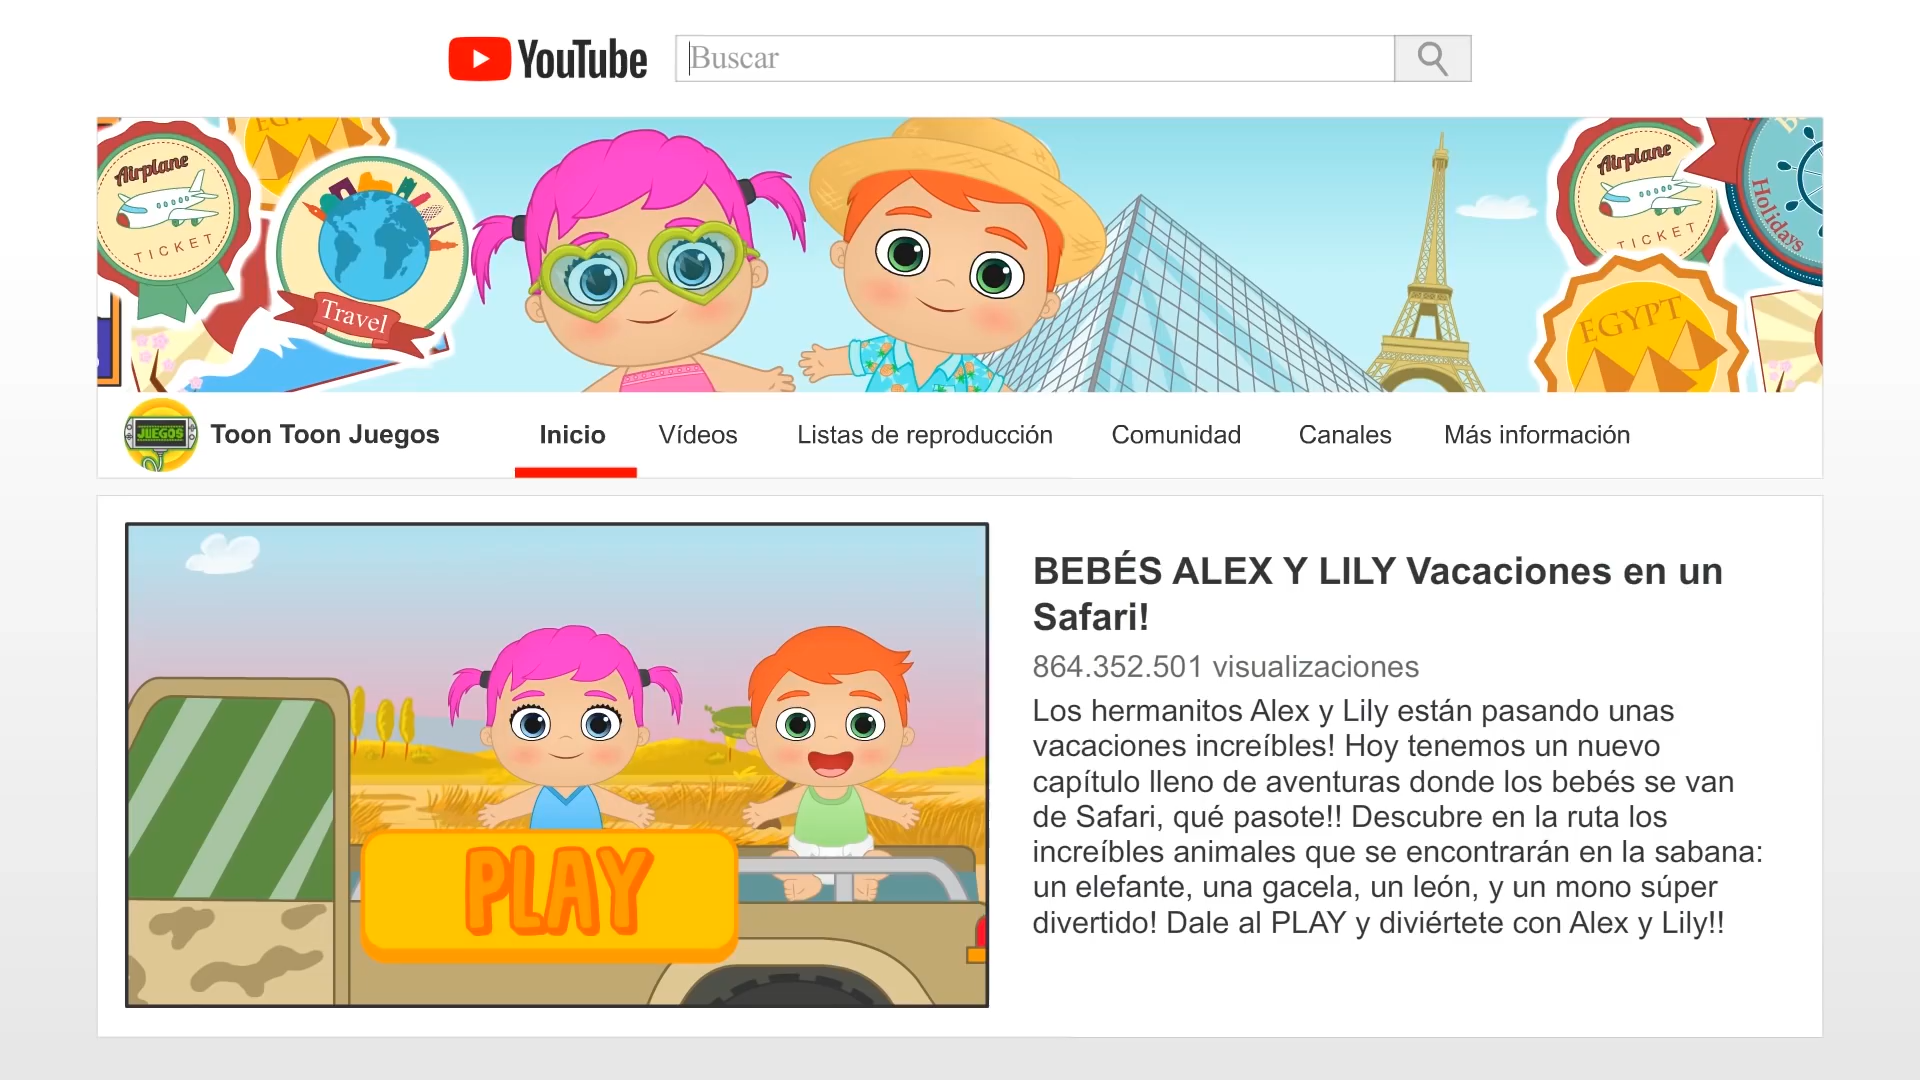 YouTube
Buscar
EGY
Airplane
TICKET
Travel
Airplane
TICKET
Holidays
EGYPT
JUEGOS
Toon Toon Juegos
Inicio
Vídeos
Listas de reproducción
Comunidad
Canales
Más información
PLAY
BEBÉS ALEX Y LILY Vacaciones en un
Safari!
864.352.501 visualizaciones
Los hermanitos Alex y Lily están pasando unas
vacaciones increíbles! Hoy tenemos un nuevo
capítulo lleno de aventuras donde los bebés se van
de Safari, qué pasote!! Descubre en la ruta los
increíbles animales que se encontrarán en la sabana:
un elefante, una gacela, un león, y un mono súper
divertido! Dale al PLAY y diviértete con Alex y Lily!!